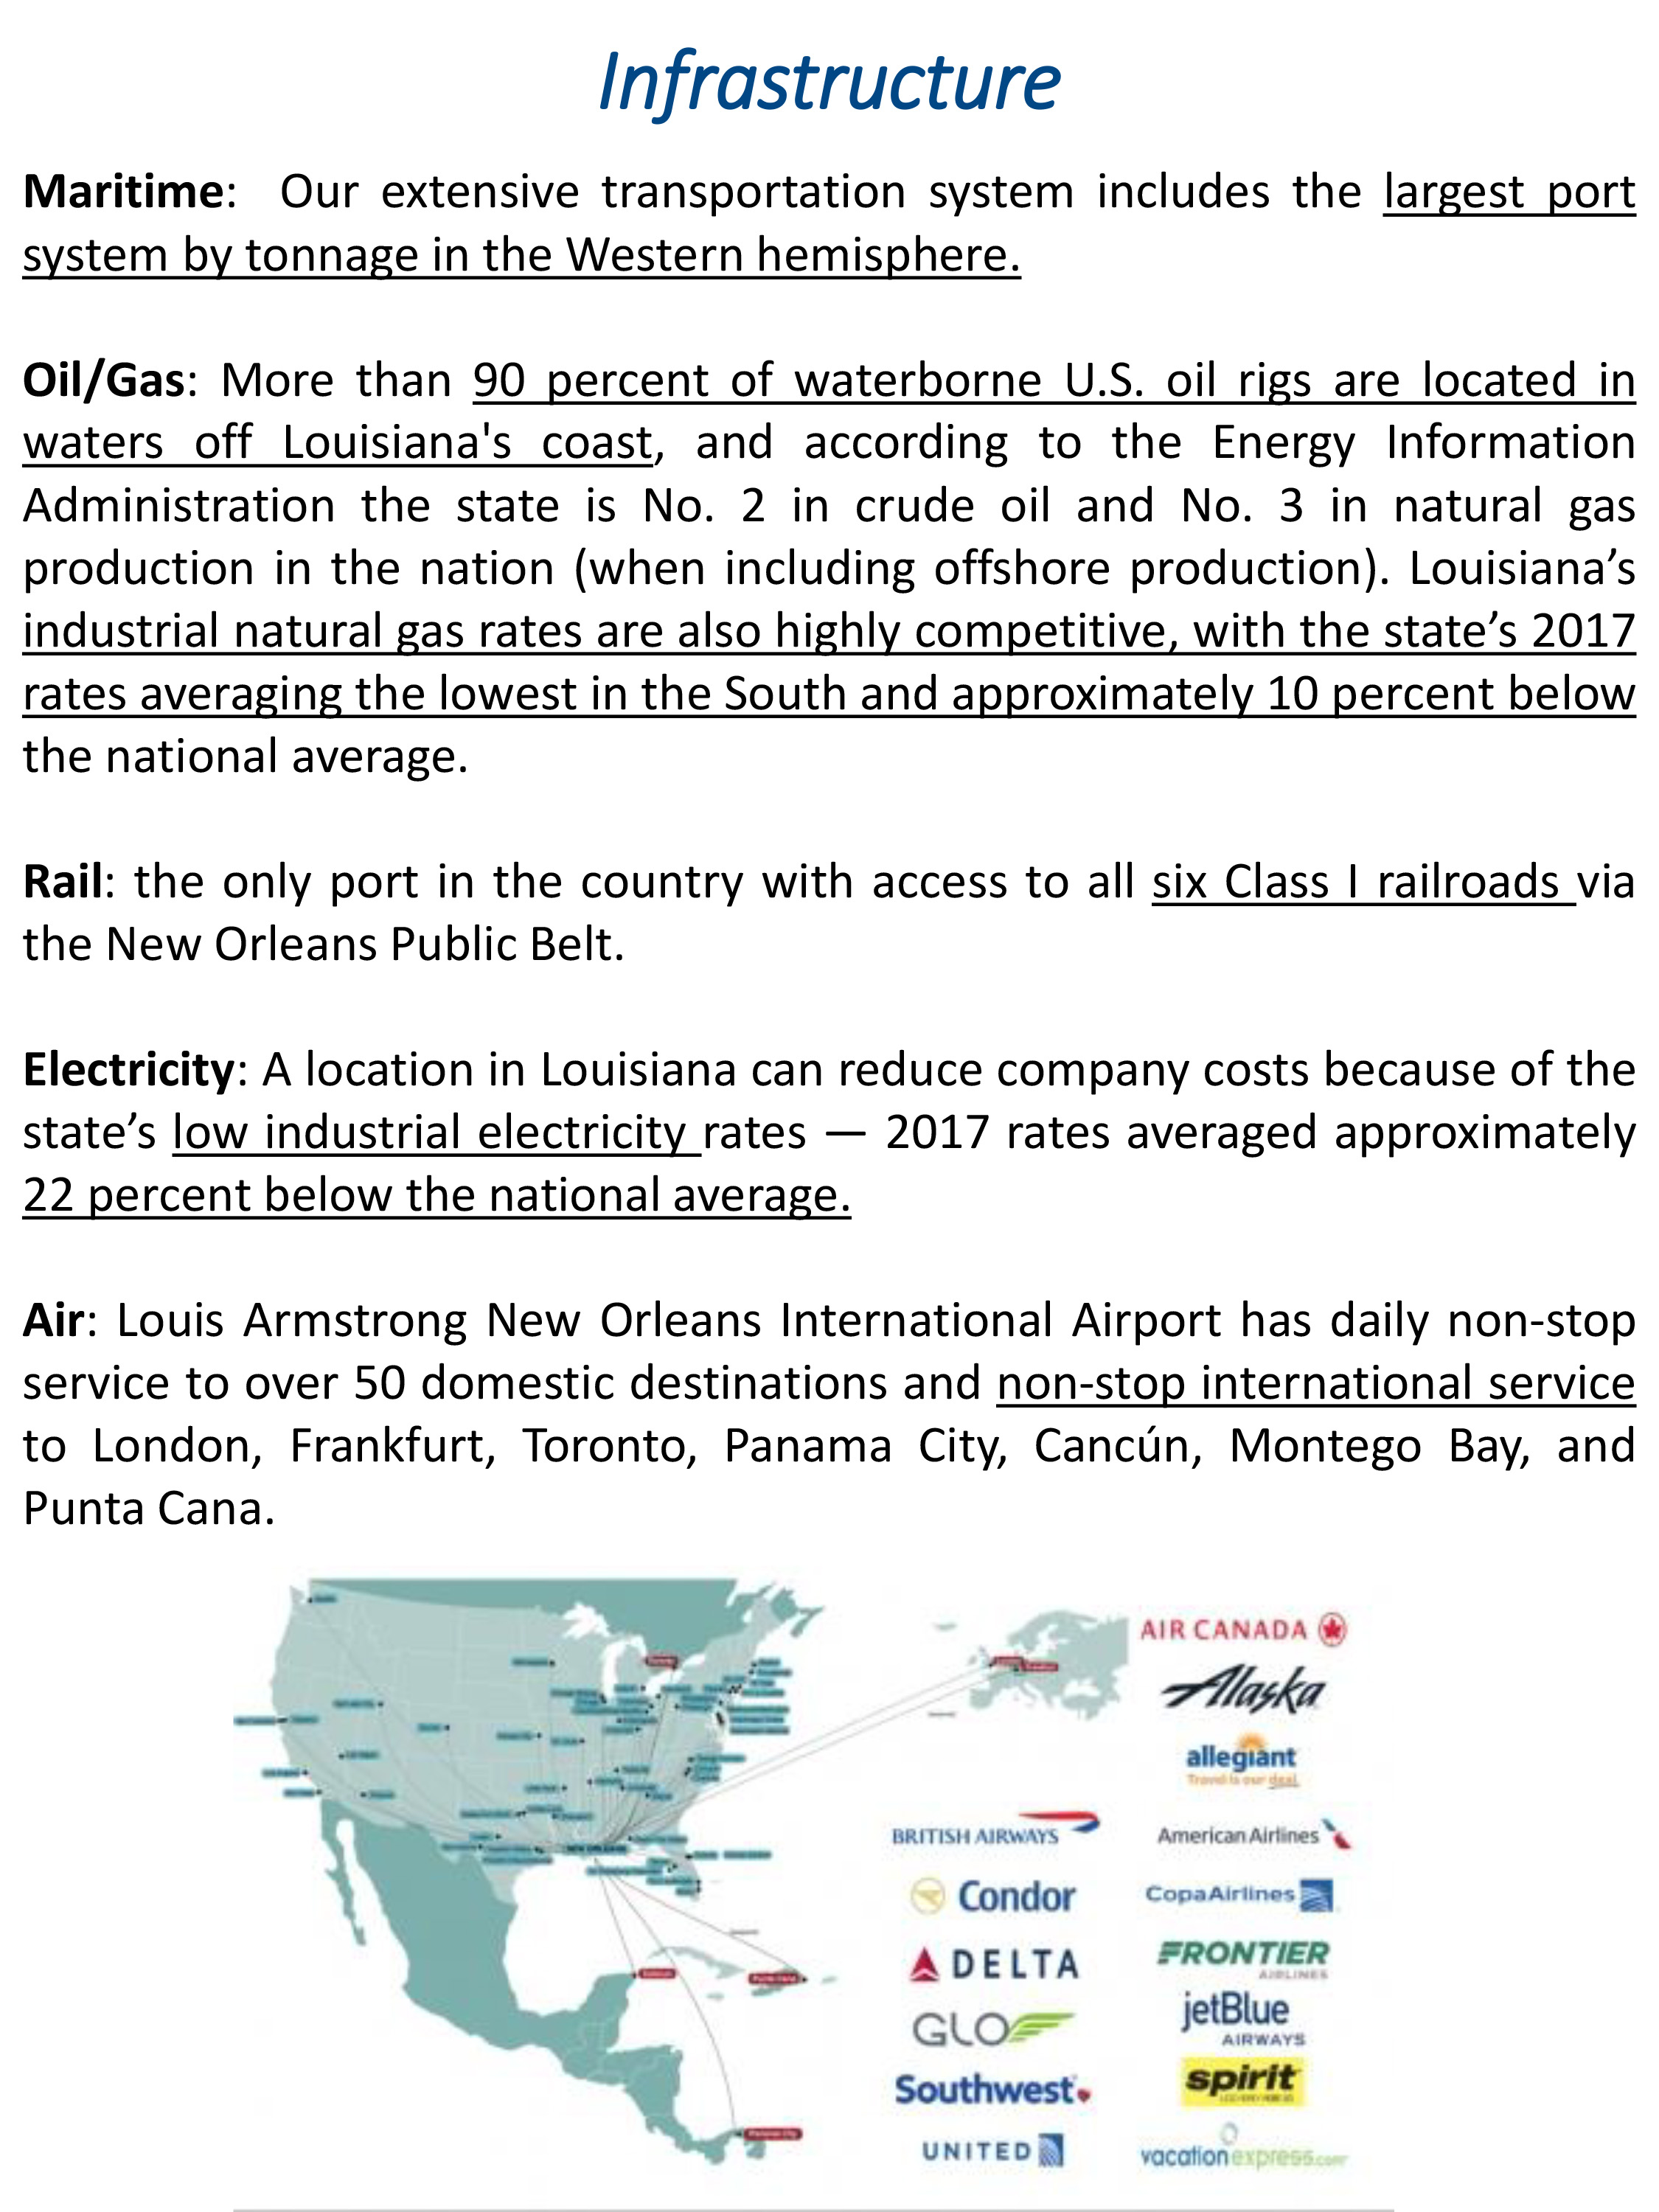 Infrastructure
Maritime: Our extensive transportation system includes the largest port
system by tonnage in the Western hemisphere.
Oil/Gas: More than 90 percent of waterborne U.S. oil rigs are located in
waters off Louisiana's coast, and according to the Energy Information
Administration the state is No. 2 in crude oil and No. 3 in natural gas
production in the nation (when including offshore production). Louisiana’s
industrial natural gas rates are also highly competitive, with the state’s 2017
rates averaging the lowest in the South and approximately 10 percent below
the national average.
Rail: the only port in the country with access to all six Class I railroads via
the New Orleans Public Belt.
Electricity: A location in Louisiana can reduce company costs because of the
state’s low industrial electricity rates — 2017 rates averaged approximately
22 percent below the national average.
Air: Louis Armstrong New Orleans International Airport has daily non-stop
service to over 50 domestic destinations and non-stop international service
to London, Frankfurt, Toronto, Panama City, Cancún, Montego Bay, and
Punta Cana.
NEW ORLEANS
Punta Cana
Panama City
AIR CANADA
Alaska
allegiant
Travel is our deal.
BRITISH AIRWAYS
American Airlines
Condor
CopaAirlines
DELTA
FRONTIER
AIRLINES
GLO
jetBlue
AIRWAYS
Southwest
spirit
UNITED
vacationexpress.com